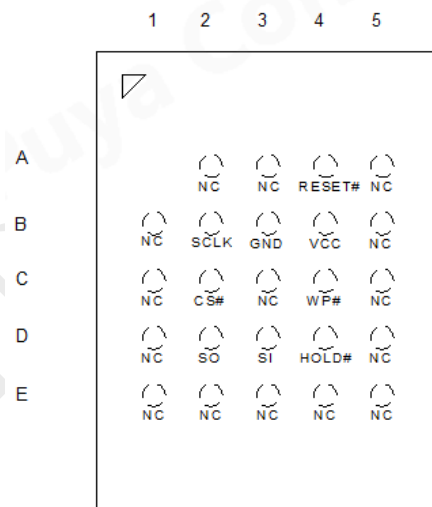 1 2 3 4 5
A
NC NC RESET# NC
B
NC SCLK GND VCC NC
C
NC CS# NC WP# NC
D
NC SO SI HOLD# NC
E
NC NC NC NC NC